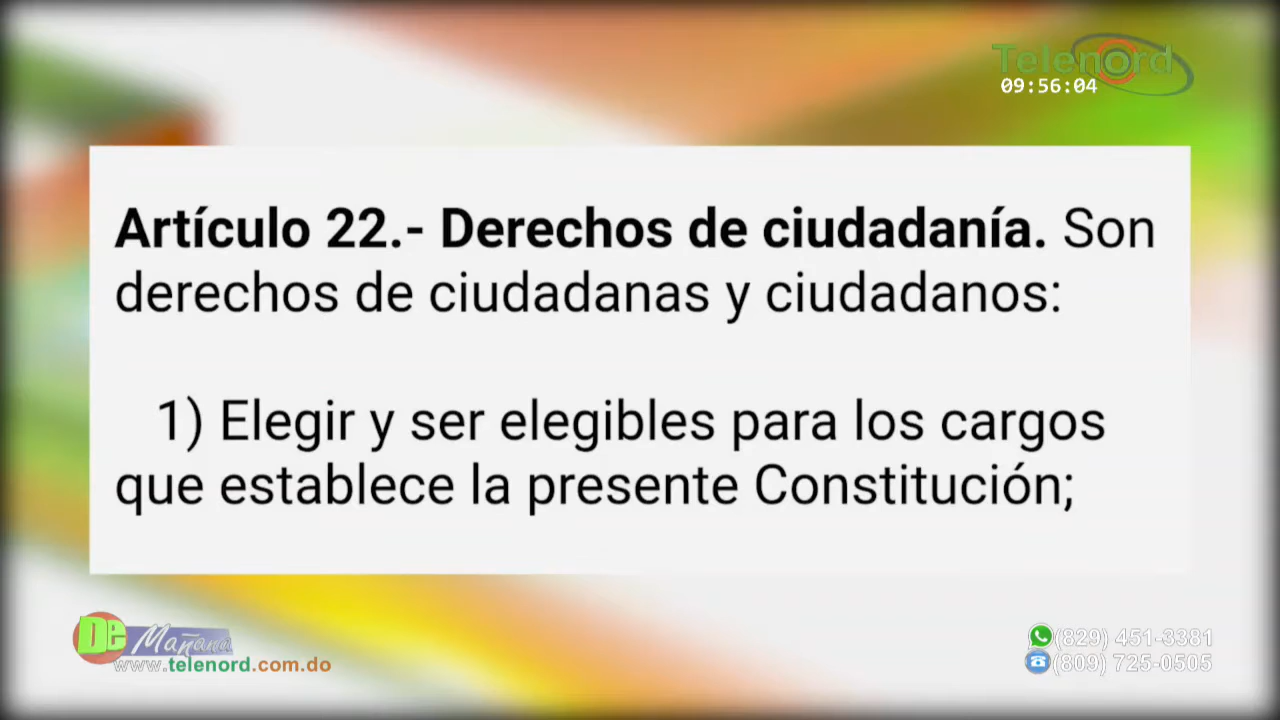 Telenord
09:56:04
Artículo 22.- Derechos de ciudadanía. Son
derechos de ciudadanas y ciudadanos:
1) Elegir y ser elegibles para los cargos
que establece la presente Constitución;
De Mañana
www.telenord.com.do
(829) 451-3381
(809) 725-0505